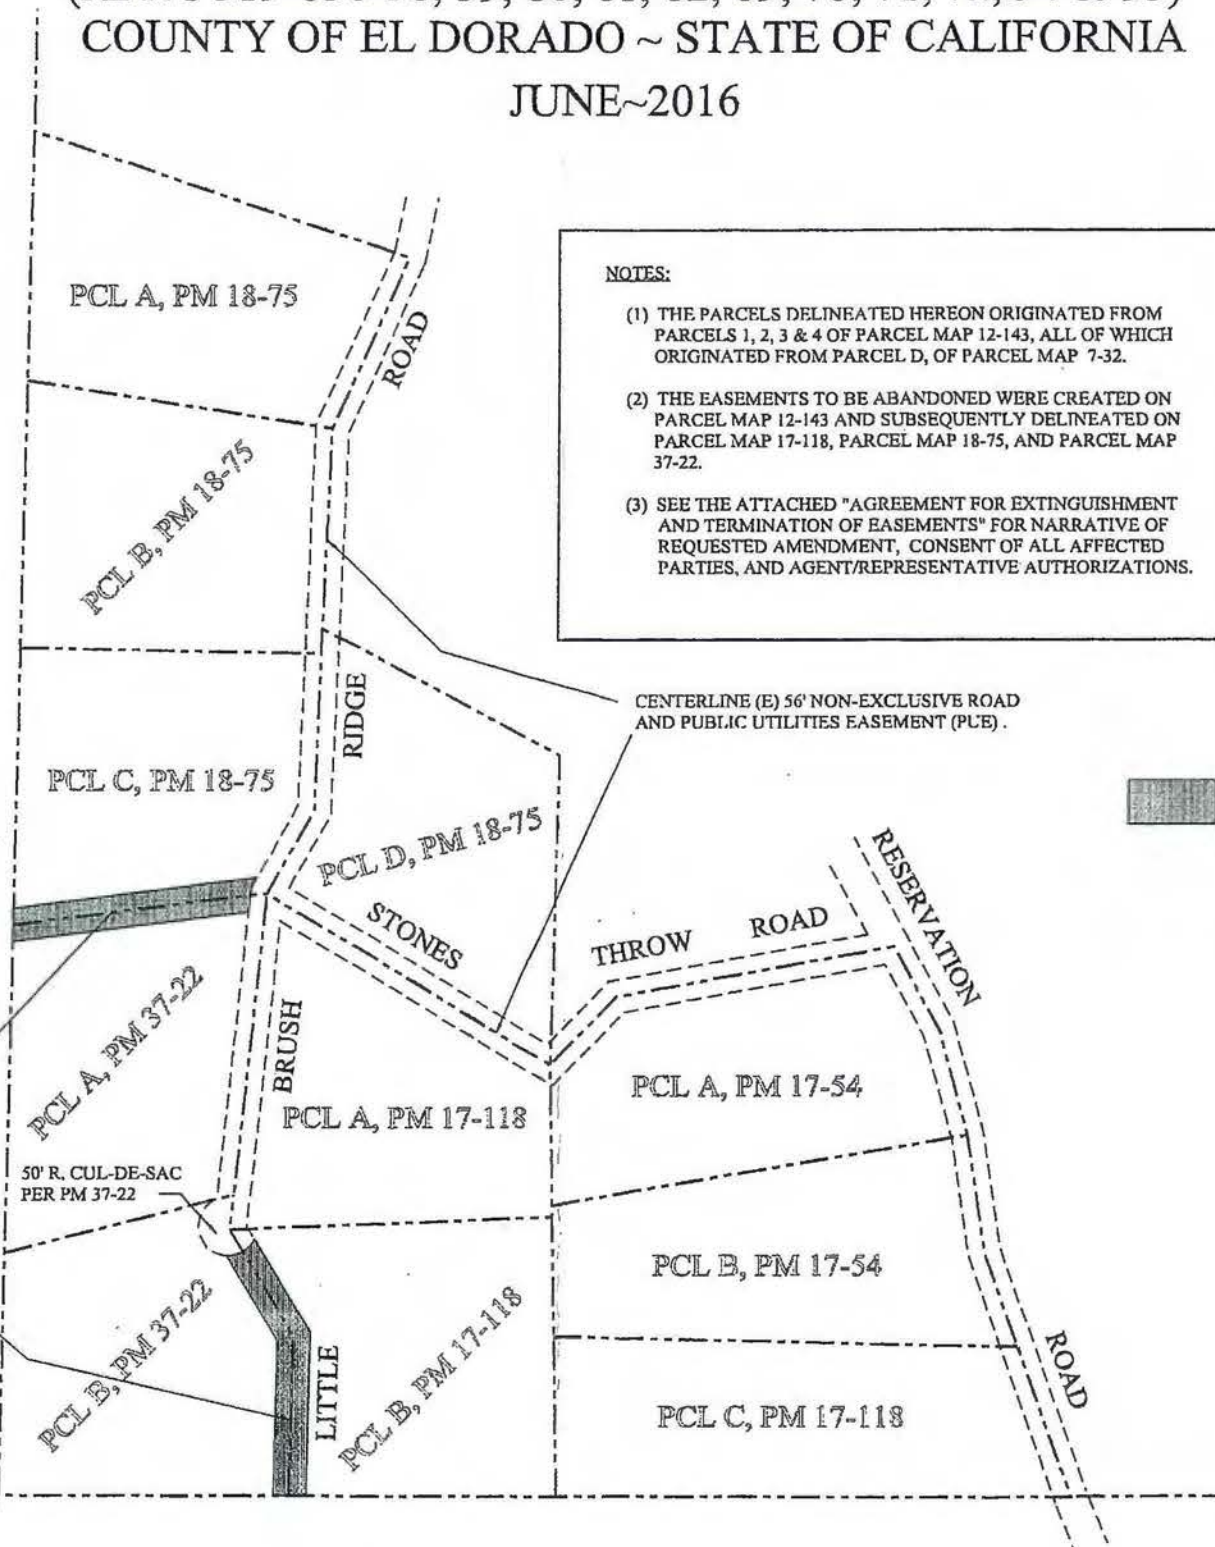 COUNTY OF EL DORADO ~ STATE OF CALIFORNIA
JUNE~2016
PCL A, PM 18-75
ROAD
NOTES:
(1) THE PARCELS DELINEATED HEREON ORIGINATED FROM
PARCELS 1, 2, 3 & 4 OF PARCEL MAP 12-143, ALL OF WHICH
ORIGINATED FROM PARCEL D, OF PARCEL MAP 7-32.
(2) THE EASEMENTS TO BE ABANDONED WERE CREATED ON
PARCEL MAP 12-143 AND SUBSEQUENTLY DELINEATED ON
PARCEL MAP 17-118, PARCEL MAP 18-75, AND PARCEL MAP
37-22.
(3) SEE THE ATTACHED "AGREEMENT FOR EXTINGUISHMENT
AND TERMINATION OF EASEMENTS" FOR NARRATIVE OF
REQUESTED AMENDMENT, CONSENT OF ALL AFFECTED
PARTIES, AND AGENT/REPRESENTATIVE AUTHORIZATIONS.
PCL B, PM 18-75
RIDGE
CENTERLINE (E) 56' NON-EXCLUSIVE ROAD
AND PUBLIC UTILITIES EASEMENT (PUE).
PCL C, PM 18-75
PCL D, PM 18-75
STONES
THROW ROAD
RESERVATION
PCL A, PM 37-22
BRUSH
PCL A, PM 17-118
PCL A, PM 17-54
50' R. CUL-DE-SAC
PER PM 37-22
PCL B, PM 17-54
PCL B, PM 37-22
LITTLE
PCL B, PM 17-118
ROAD
PCL C, PM 17-118